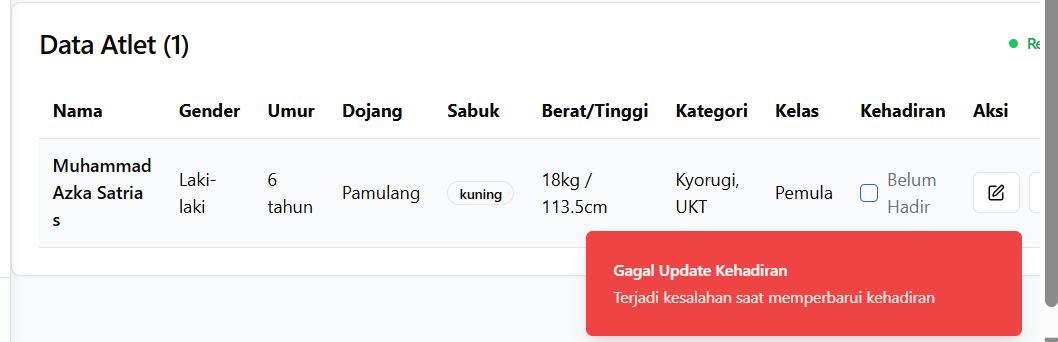 Data Atlet (1)
Nama Gender Umur Dojang Sabuk Berat/Tinggi Kategori Kelas Kehadiran Aksi
Muhammad
Azka Satria
s
Laki-
laki
6
tahun
Pamulang
kuning
18kg /
113.5cm
Kyorugi,
UKT
Pemula
Belum
Hadir
Gagal Update Kehadiran
Terjadi kesalahan saat memperbarui kehadiran